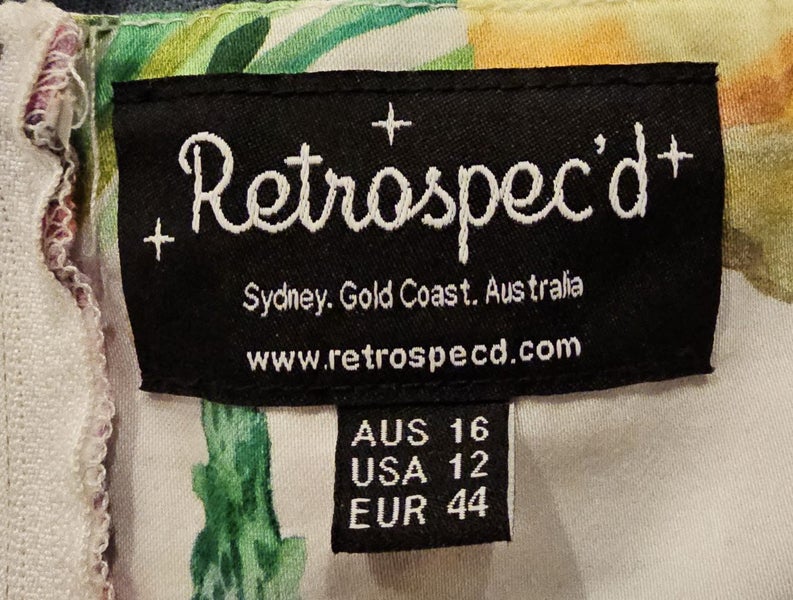 Retrospec'd
Sydney. Gold Coast. Australia
www.retrospecd.com
AUS 16
USA 12
EUR 44